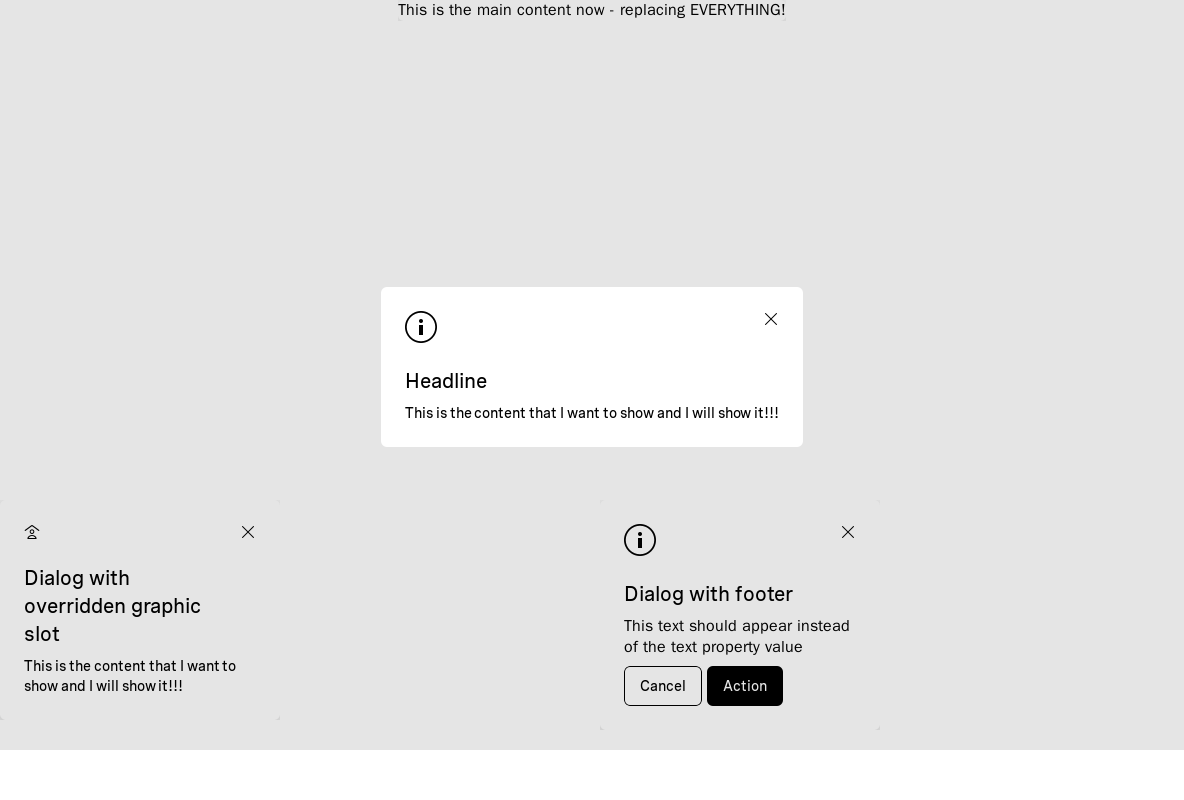 This is the main content now - replacing EVERYTHING!
Headline
This is the content that I want to show and I will show it!!!
Dialog with
overridden graphic
slot
This is the content that I want to
show and I will show it!!!
Dialog with footer
This text should appear instead
of the text property value
Cancel
Action